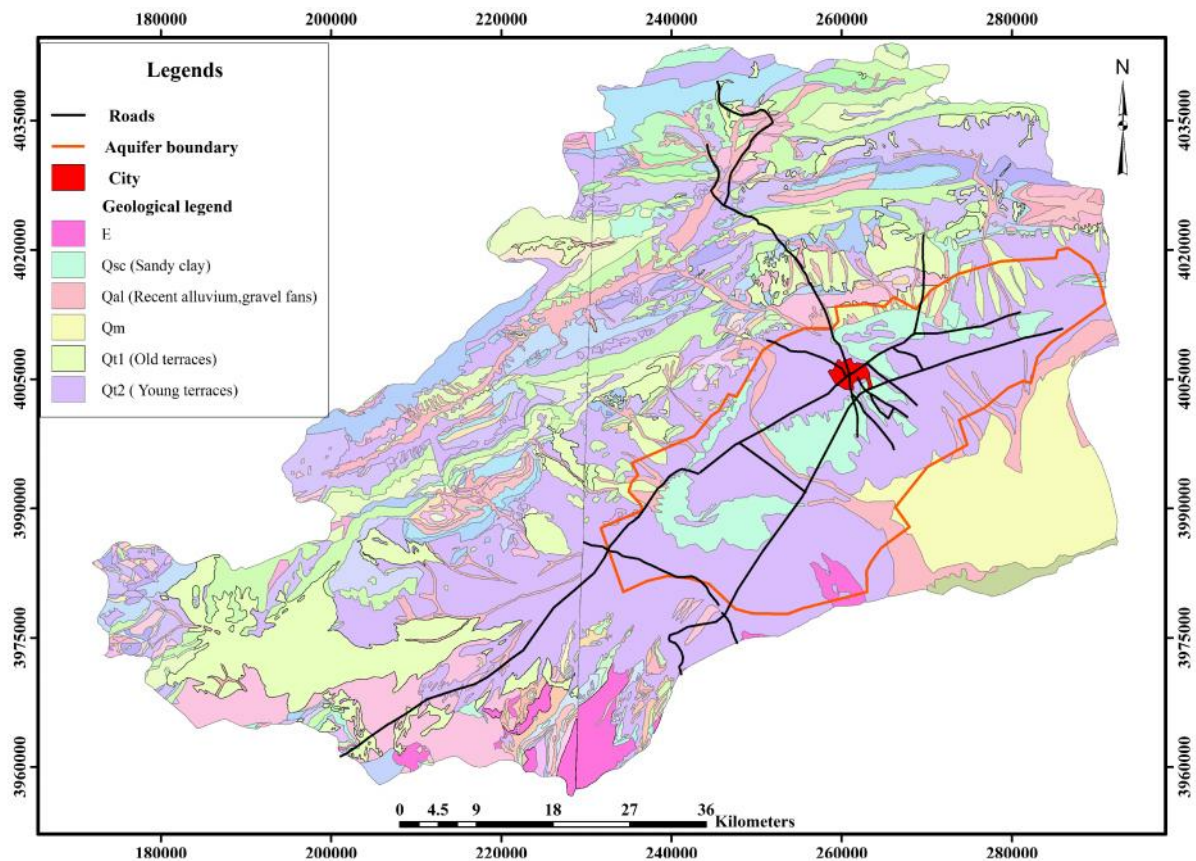 180000 200000 220000 240000 260000 280000
Legends
Roads
Aquifer boundary
City
Geological legend
E
Qsc (Sandy clay)
Qal (Recent alluvium,gravel fans)
Qm
Qt1 (Old terraces)
Qt2 ( Young terraces)
N
4035000 4035000
4020000 4020000
4005000 4005000
3990000 3990000
3975000 3975000
3960000 3960000
0 4.5 9 18 27 36
Kilometers
180000 200000 220000 240000 260000 280000